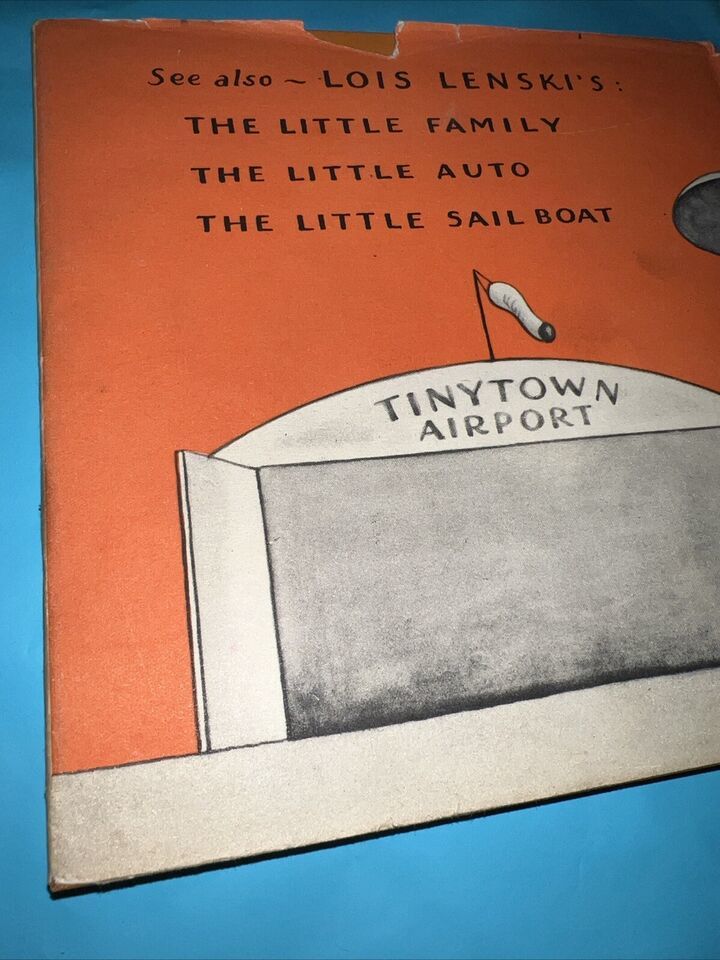 See also ~ LOIS LENSKI'S :
THE LITTLE FAMILY
THE LITTLE AUTO
THE LITTLE SAIL BOAT
TINYTOWN
AIRPORT